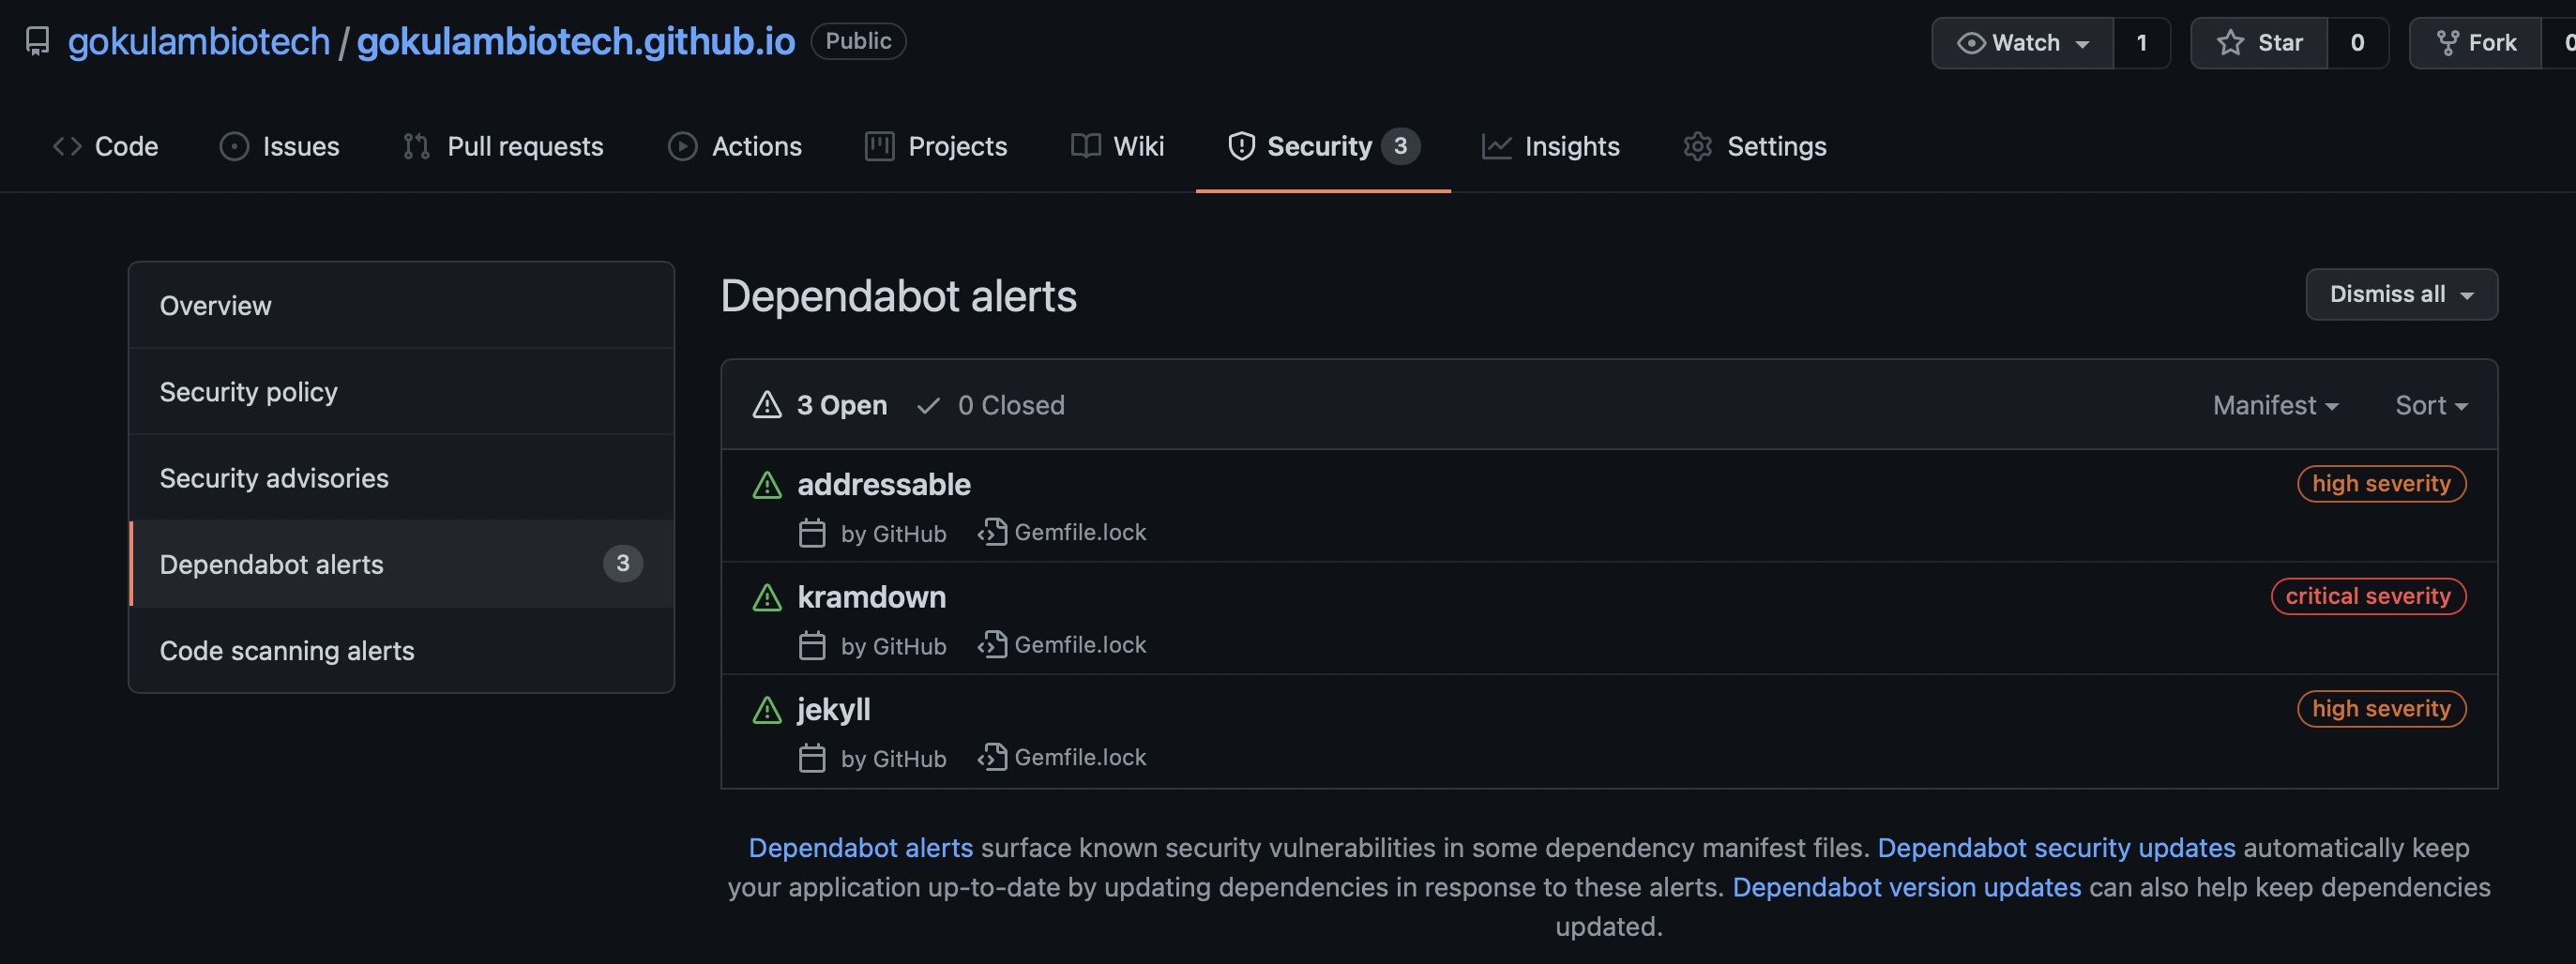 gokulambiotech / gokulambiotech.github.io Public Watch 1 Star 0 Fork
Code Issues Pull requests Actions Projects Wiki Security 3 Insights Settings
Overview
Security policy
Security advisories
Dependabot alerts 3
Code scanning alerts
Dependabot alerts Dismiss all
3 Open 0 Closed Manifest Sort
addressable high severity
by GitHub Gemfile.lock
kramdown critical severity
by GitHub Gemfile.lock
jekyll high severity
by GitHub Gemfile.lock
Dependabot alerts surface known security vulnerabilities in some dependency manifest files. Dependabot security updates automatically keep
your application up-to-date by updating dependencies in response to these alerts. Dependabot version updates can also help keep dependencies
updated.